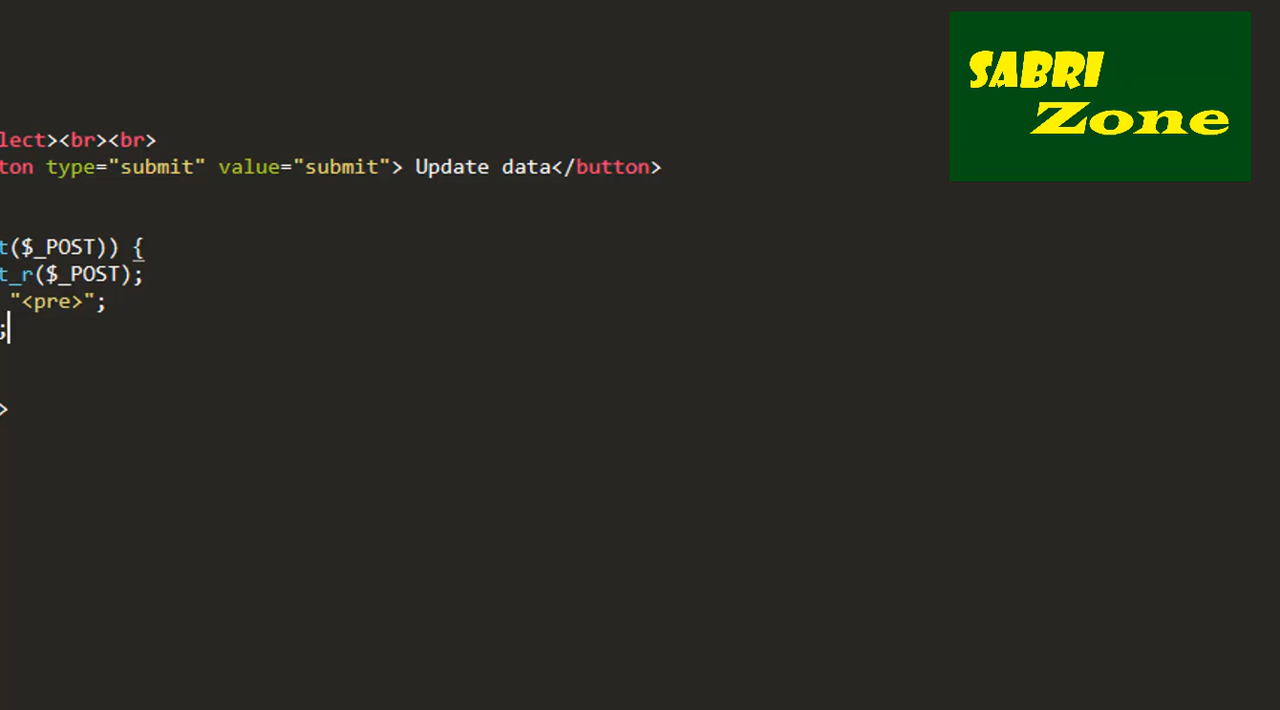 SABRI
Zone
lect><br><br>
ton type="submit" value="submit"> Update data</button>
t($_POST)) {
t_r($_POST);
"<pre>";
;
>